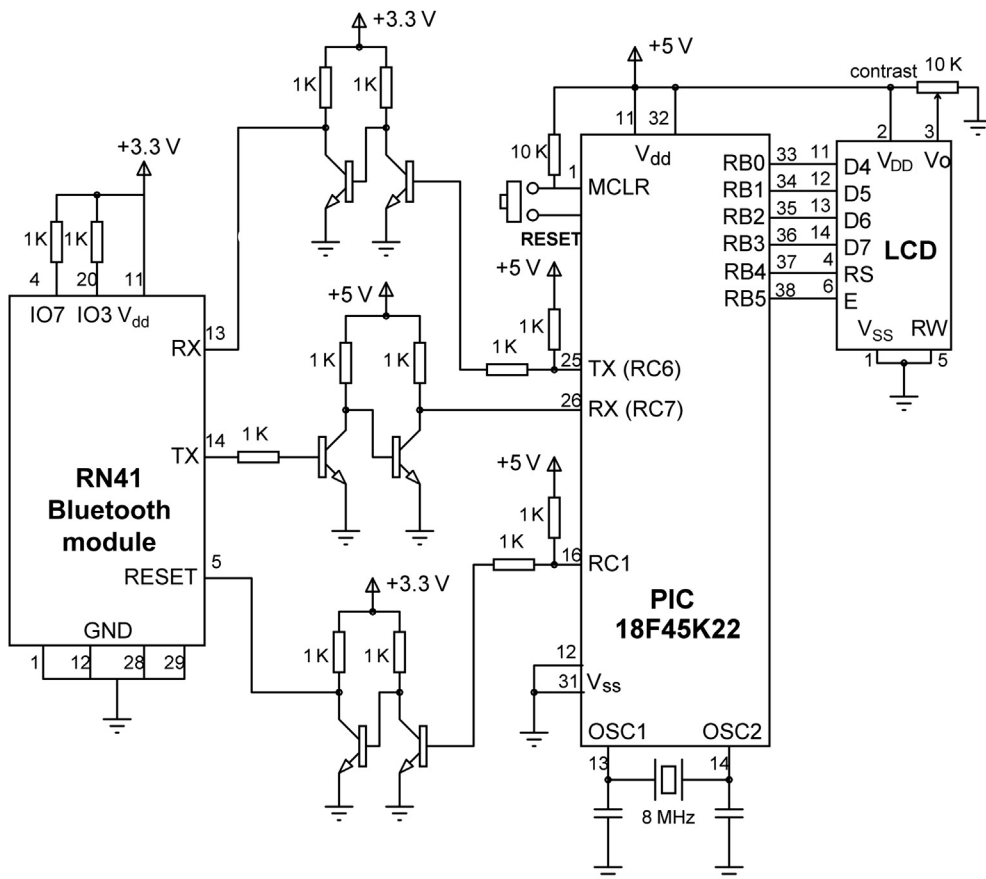 +3.3 V
1K 1K
+3.3 V
1K 1K
4 20 11
IO7 IO3 Vdd
RX 13
TX 14 1K
RN41
Bluetooth
module
RESET 5
GND
1 12 28 29
+5 V
1K 1K
+3.3 V
1K 1K
+5 V
contrast 10 K
11 32
Vdd
10 K 1 MCLR
RESET
+5 V
1K
1K 25 TX (RC6)
26 RX (RC7)
+5 V
1K
1K 16 RC1
PIC
18F45K22
12
31 Vss
OSC1 OSC2
13 14
8 MHz
RB0 33 11 D4
RB1 34 12 D5
RB2 35 13 D6
RB3 36 14 D7
RB4 37 4 RS
RB5 38 6 E
2 3
VDD Vo
LCD
VSS RW
1 5